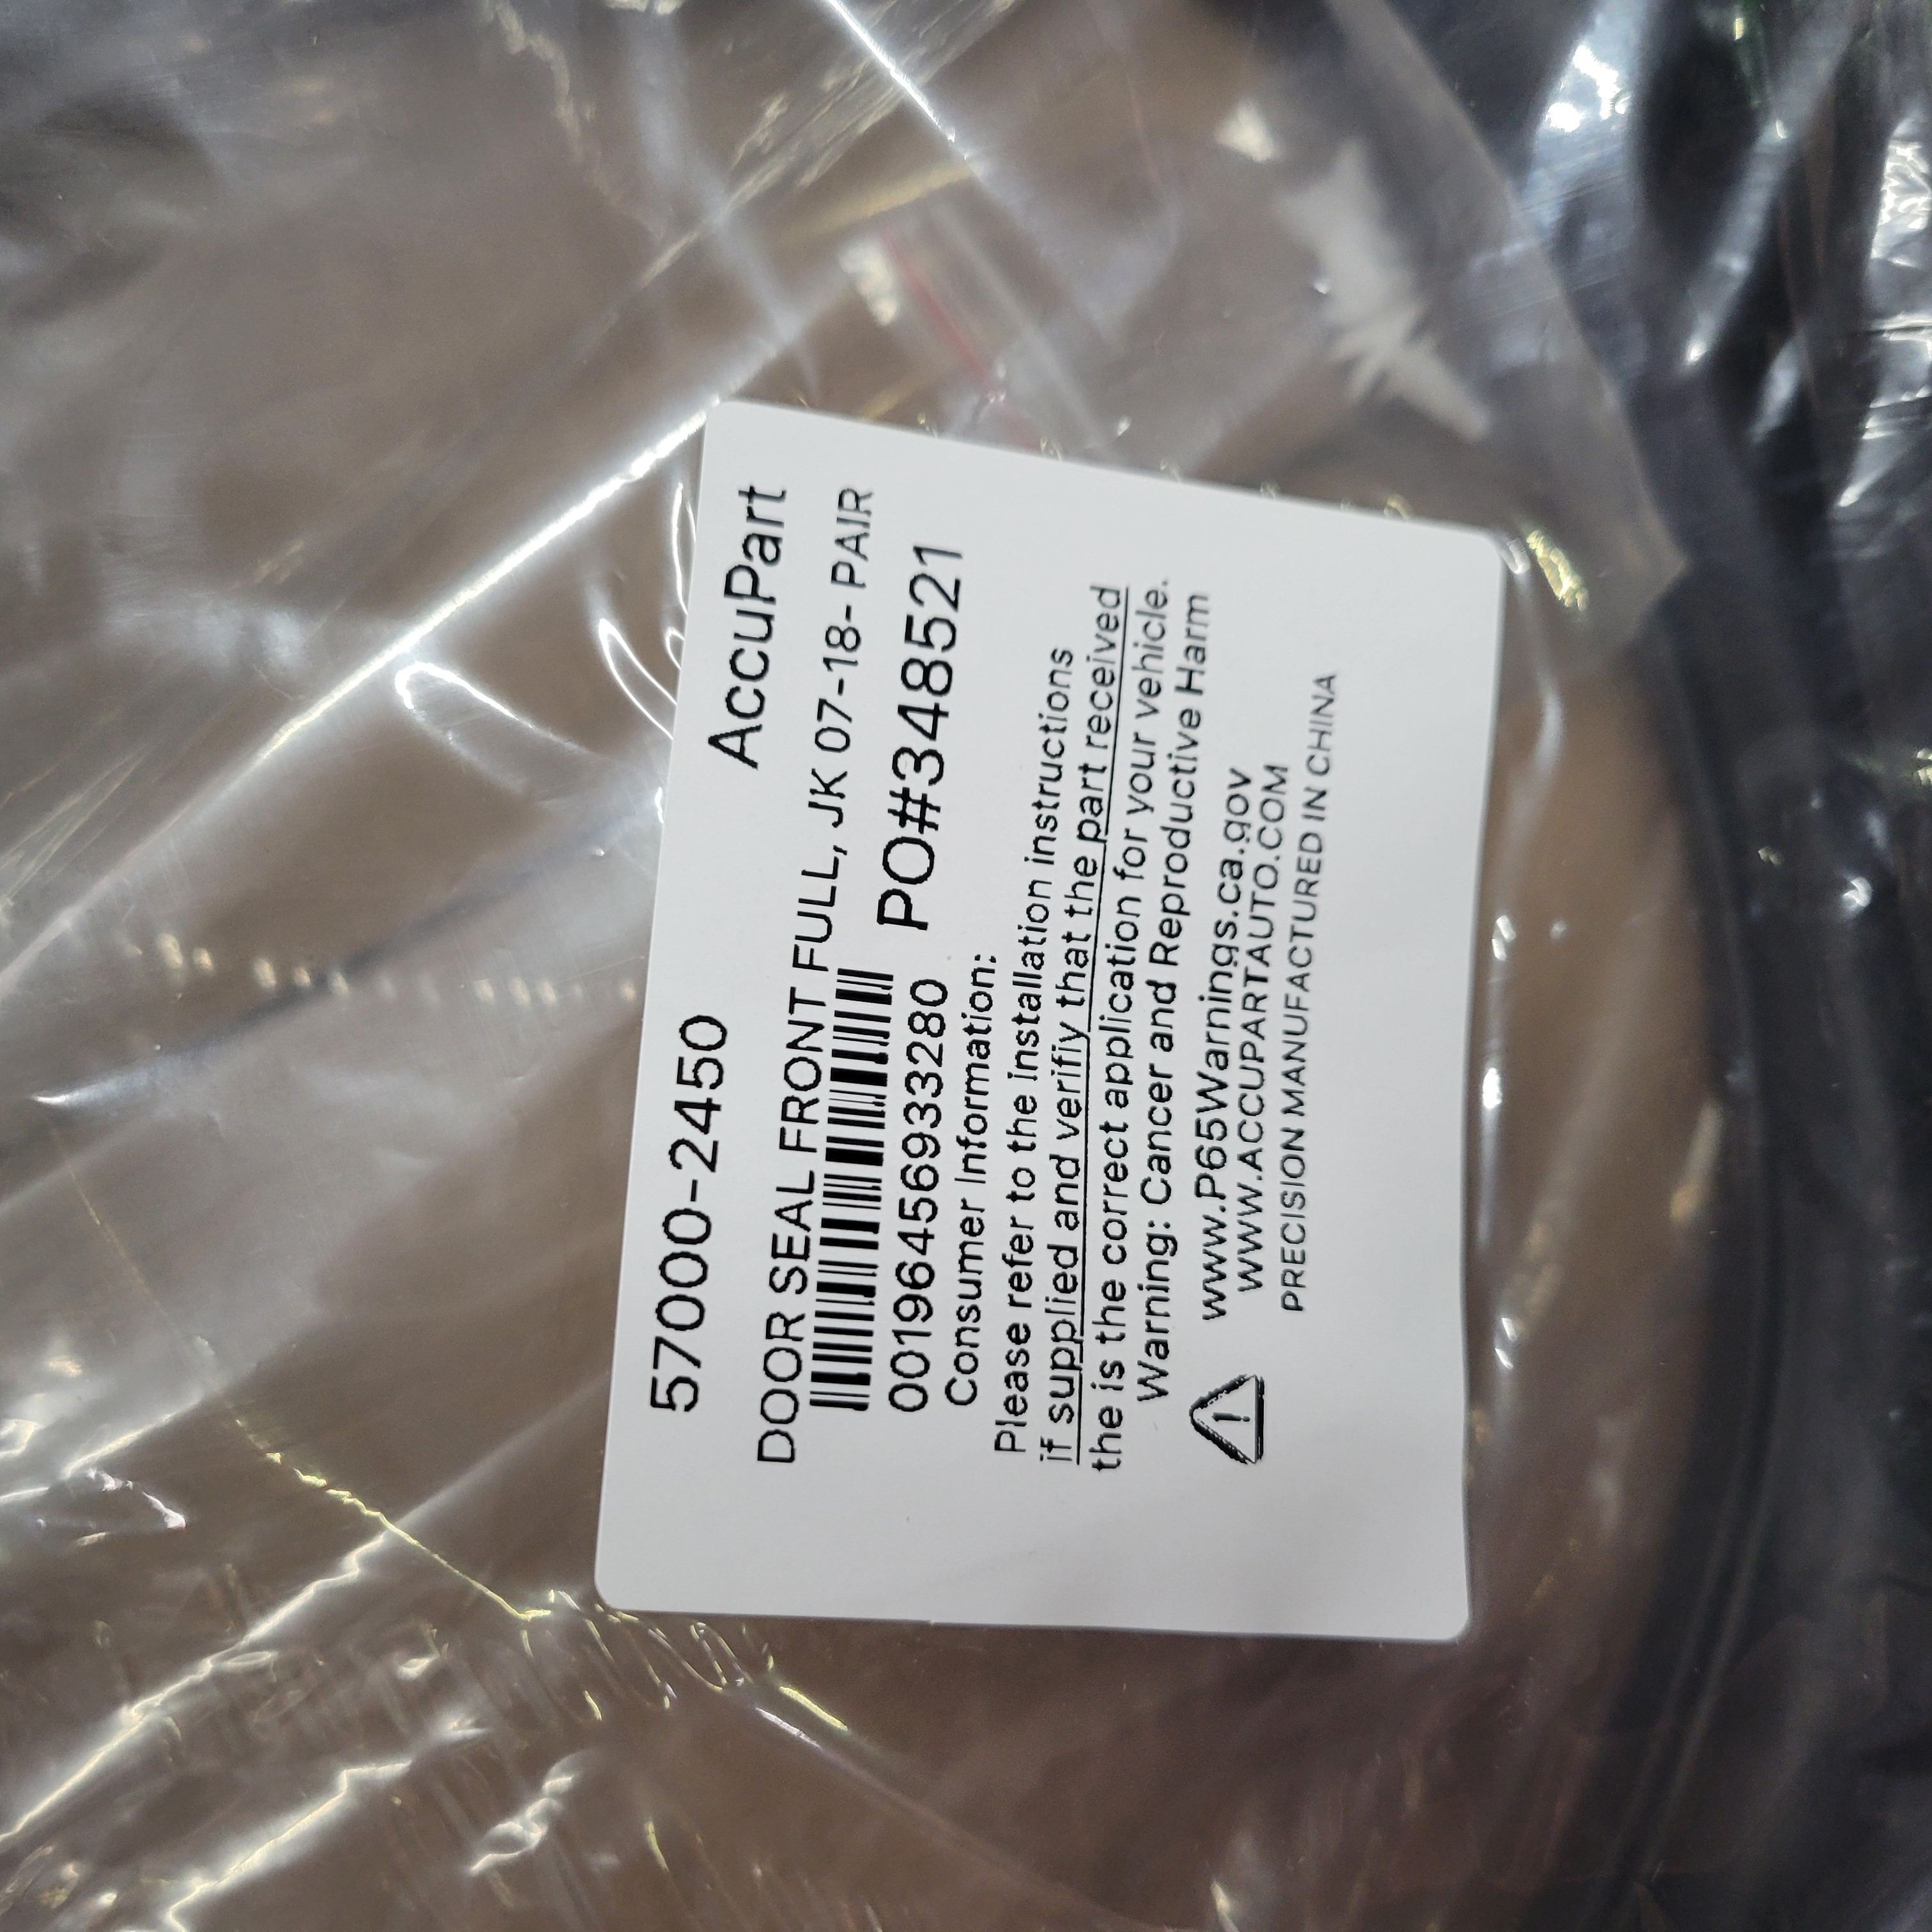 57000-2450 AccuPart
DOOR SEAL FRONT FULL, JK 07-18- PAIR
00196456933280 PO#348521
Consumer Information:
Please refer to the installation instructions
if supplied and verifiy that the part received
the is the correct application for your vehicle.
Warning: Cancer and Reproductive Harm
www.P65Warnings.ca.gov
WWW.ACCUPARTAUTO.COM
PRECISION MANUFACTURED IN CHINA